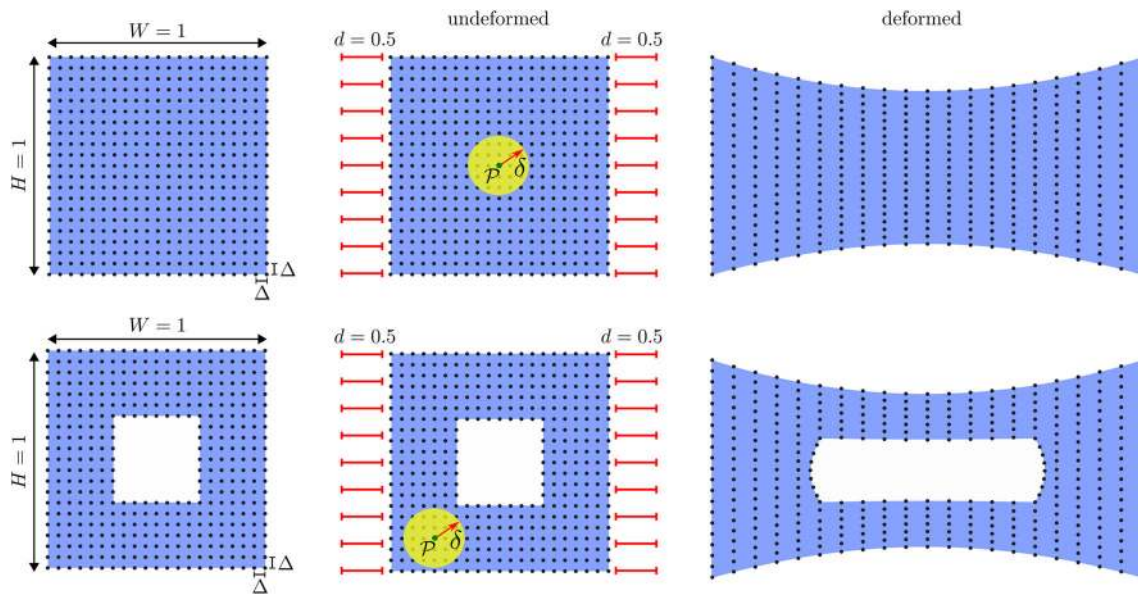 undeformed
deformed
W = 1
d = 0.5
d = 0.5
H = 1
𝒫
δ
Δ
Δ
W = 1
d = 0.5
d = 0.5
H = 1
𝒫
δ
Δ
Δ